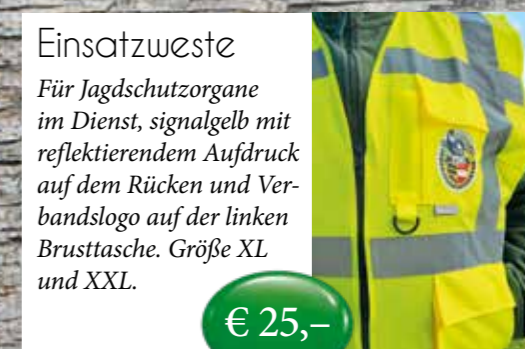 Einsatzweste
Für Jagdschutzorgane
im Dienst, signalgelb mit
reflektierendem Aufdruck
auf dem Rücken und Ver-
bandslogo auf der linken
Brusttasche. Größe XL
und XXL.
€ 25,–